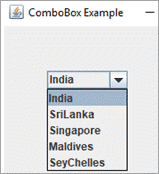 ComboBox Example
India
India
SriLanka
Singapore
Maldives
SeyChelles